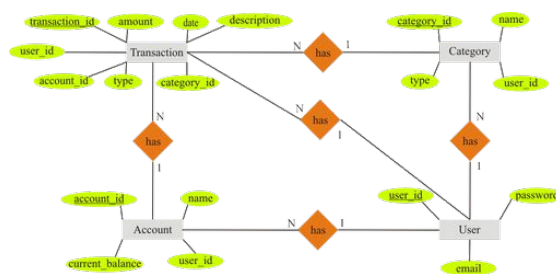 transaction_id
amount
date
description
user_id
Transaction
account_id
type
category_id
N
has
1
category_id
name
Category
type
user_id
N
has
1
N
has
1
N
has
1
account_id
name
Account
current_balance
user_id
N
has
1
user_id
password
User
email